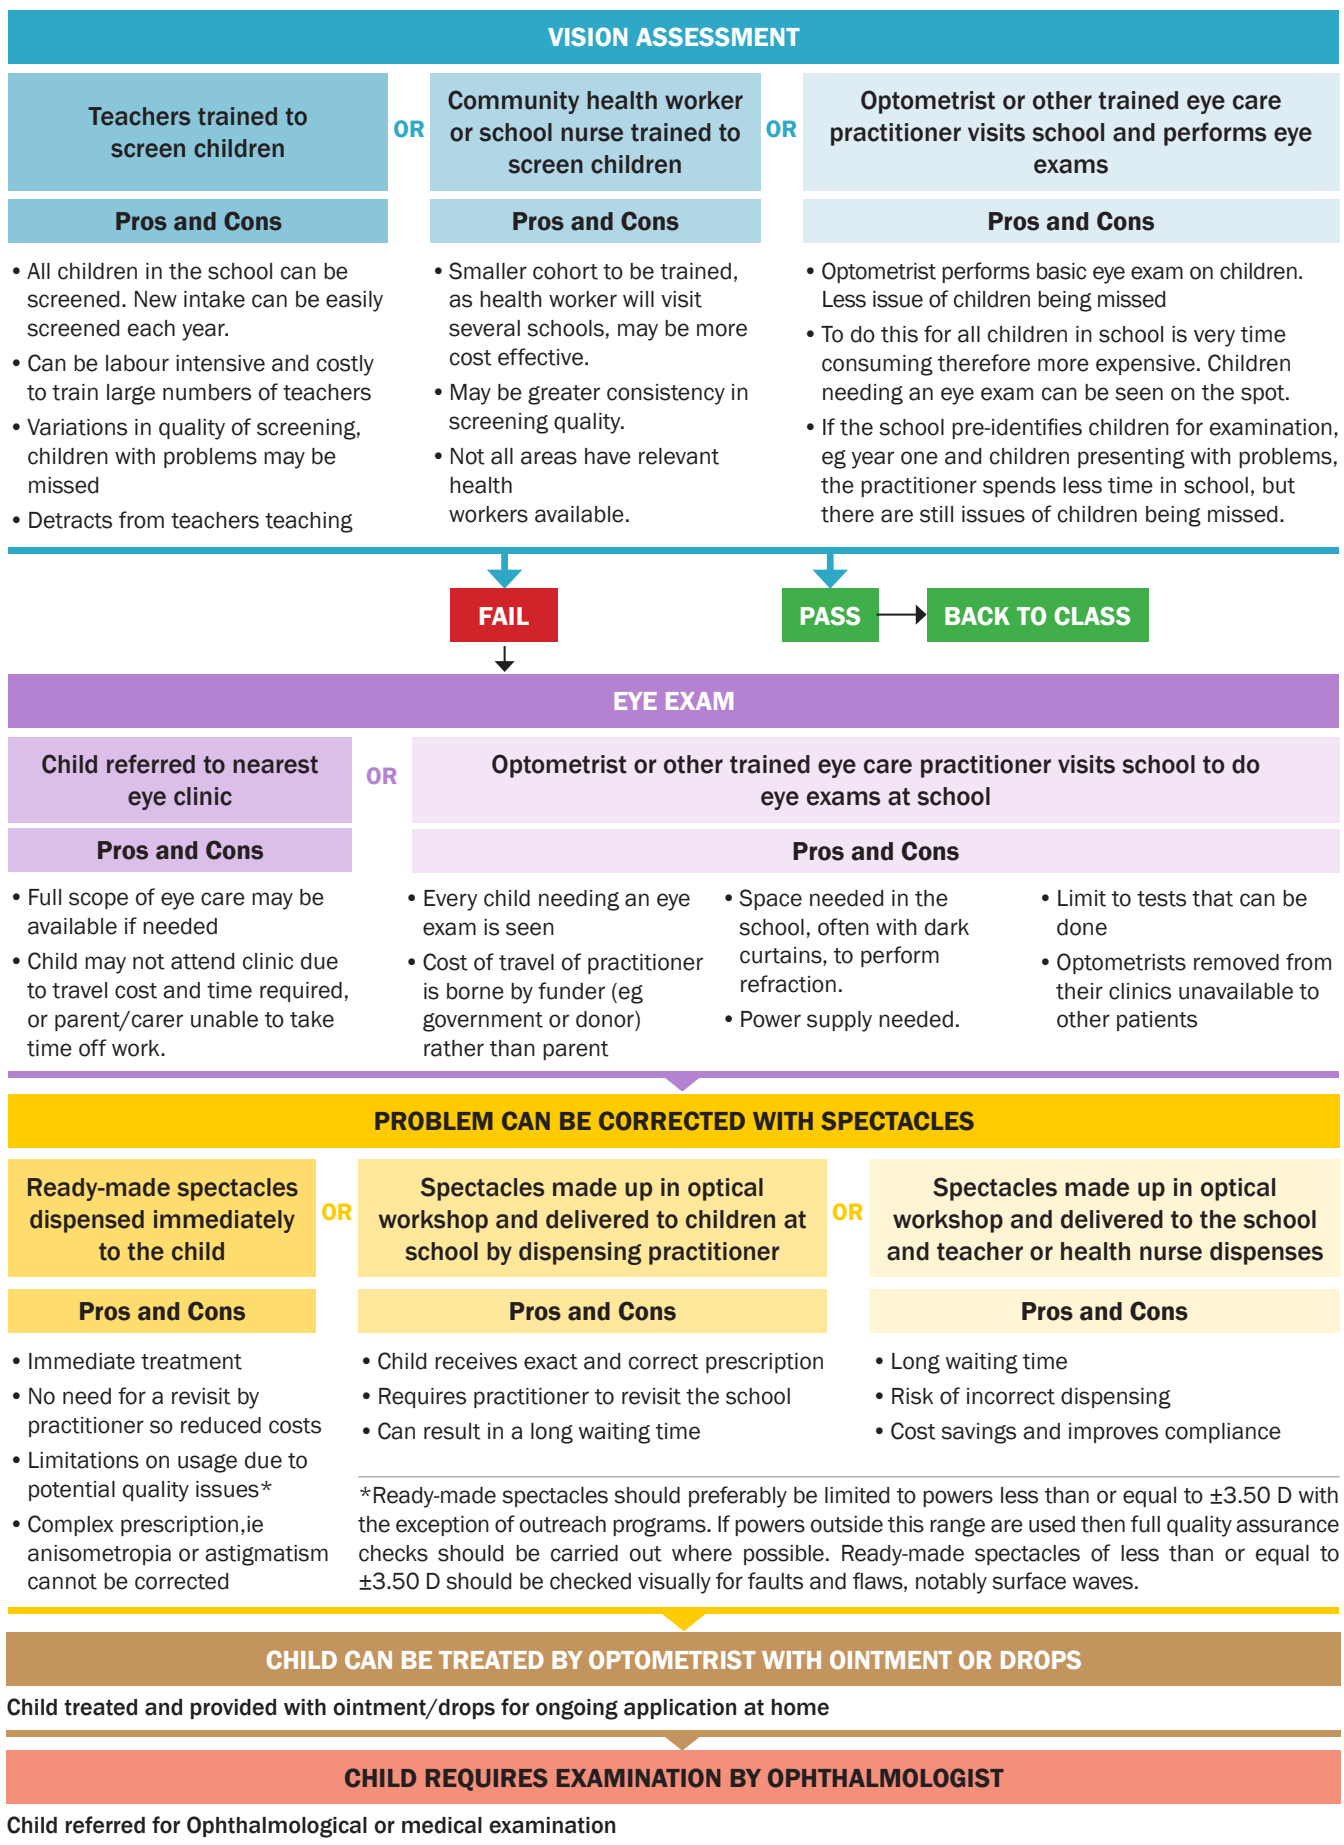 VISION ASSESSMENT
Teachers trained to
screen children
OR
Community health worker
or school nurse trained to
screen children
OR
Optometrist or other trained eye care
practitioner visits school and performs eye
exams
Pros and Cons
• All children in the school can be
screened. New intake can be easily
screened each year.
• Can be labour intensive and costly
to train large numbers of teachers
• Variations in quality of screening,
children with problems may be
missed
• Detracts from teachers teaching
Pros and Cons
• Smaller cohort to be trained,
as health worker will visit
several schools, may be more
cost effective.
• May be greater consistency in
screening quality.
• Not all areas have relevant
health
workers available.
Pros and Cons
• Optometrist performs basic eye exam on children.
Less issue of children being missed
• To do this for all children in school is very time
consuming therefore more expensive. Children
needing an eye exam can be seen on the spot.
• If the school pre-identifies children for examination,
eg year one and children presenting with problems,
the practitioner spends less time in school, but
there are still issues of children being missed.
FAIL
PASS
BACK TO CLASS
EYE EXAM
Child referred to nearest
eye clinic
OR
Optometrist or other trained eye care practitioner visits school to do
eye exams at school
Pros and Cons
• Full scope of eye care may be
available if needed
• Child may not attend clinic due
to travel cost and time required,
or parent/carer unable to take
time off work.
Pros and Cons
• Every child needing an eye
exam is seen
• Cost of travel of practitioner
is borne by funder (eg
government or donor)
rather than parent
• Space needed in the
school, often with dark
curtains, to perform
refraction.
• Power supply needed.
• Limit to tests that can be
done
• Optometrists removed from
their clinics unavailable to
other patients
PROBLEM CAN BE CORRECTED WITH SPECTACLES
Ready-made spectacles
dispensed immediately
to the child
OR
Spectacles made up in optical
workshop and delivered to children at
school by dispensing practitioner
OR
Spectacles made up in optical
workshop and delivered to the school
and teacher or health nurse dispenses
Pros and Cons
• Immediate treatment
• No need for a revisit by
practitioner so reduced costs
• Limitations on usage due to
potential quality issues*
• Complex prescription,ie
anisometropia or astigmatism
cannot be corrected
Pros and Cons
• Child receives exact and correct prescription
• Requires practitioner to revisit the school
• Can result in a long waiting time
Pros and Cons
• Long waiting time
• Risk of incorrect dispensing
• Cost savings and improves compliance
*Ready-made spectacles should preferably be limited to powers less than or equal to ±3.50 D with
the exception of outreach programs. If powers outside this range are used then full quality assurance
checks should be carried out where possible. Ready-made spectacles of less than or equal to
±3.50 D should be checked visually for faults and flaws, notably surface waves.
CHILD CAN BE TREATED BY OPTOMETRIST WITH OINTMENT OR DROPS
Child treated and provided with ointment/drops for ongoing application at home
CHILD REQUIRES EXAMINATION BY OPHTHALMOLOGIST
Child referred for Ophthalmological or medical examination